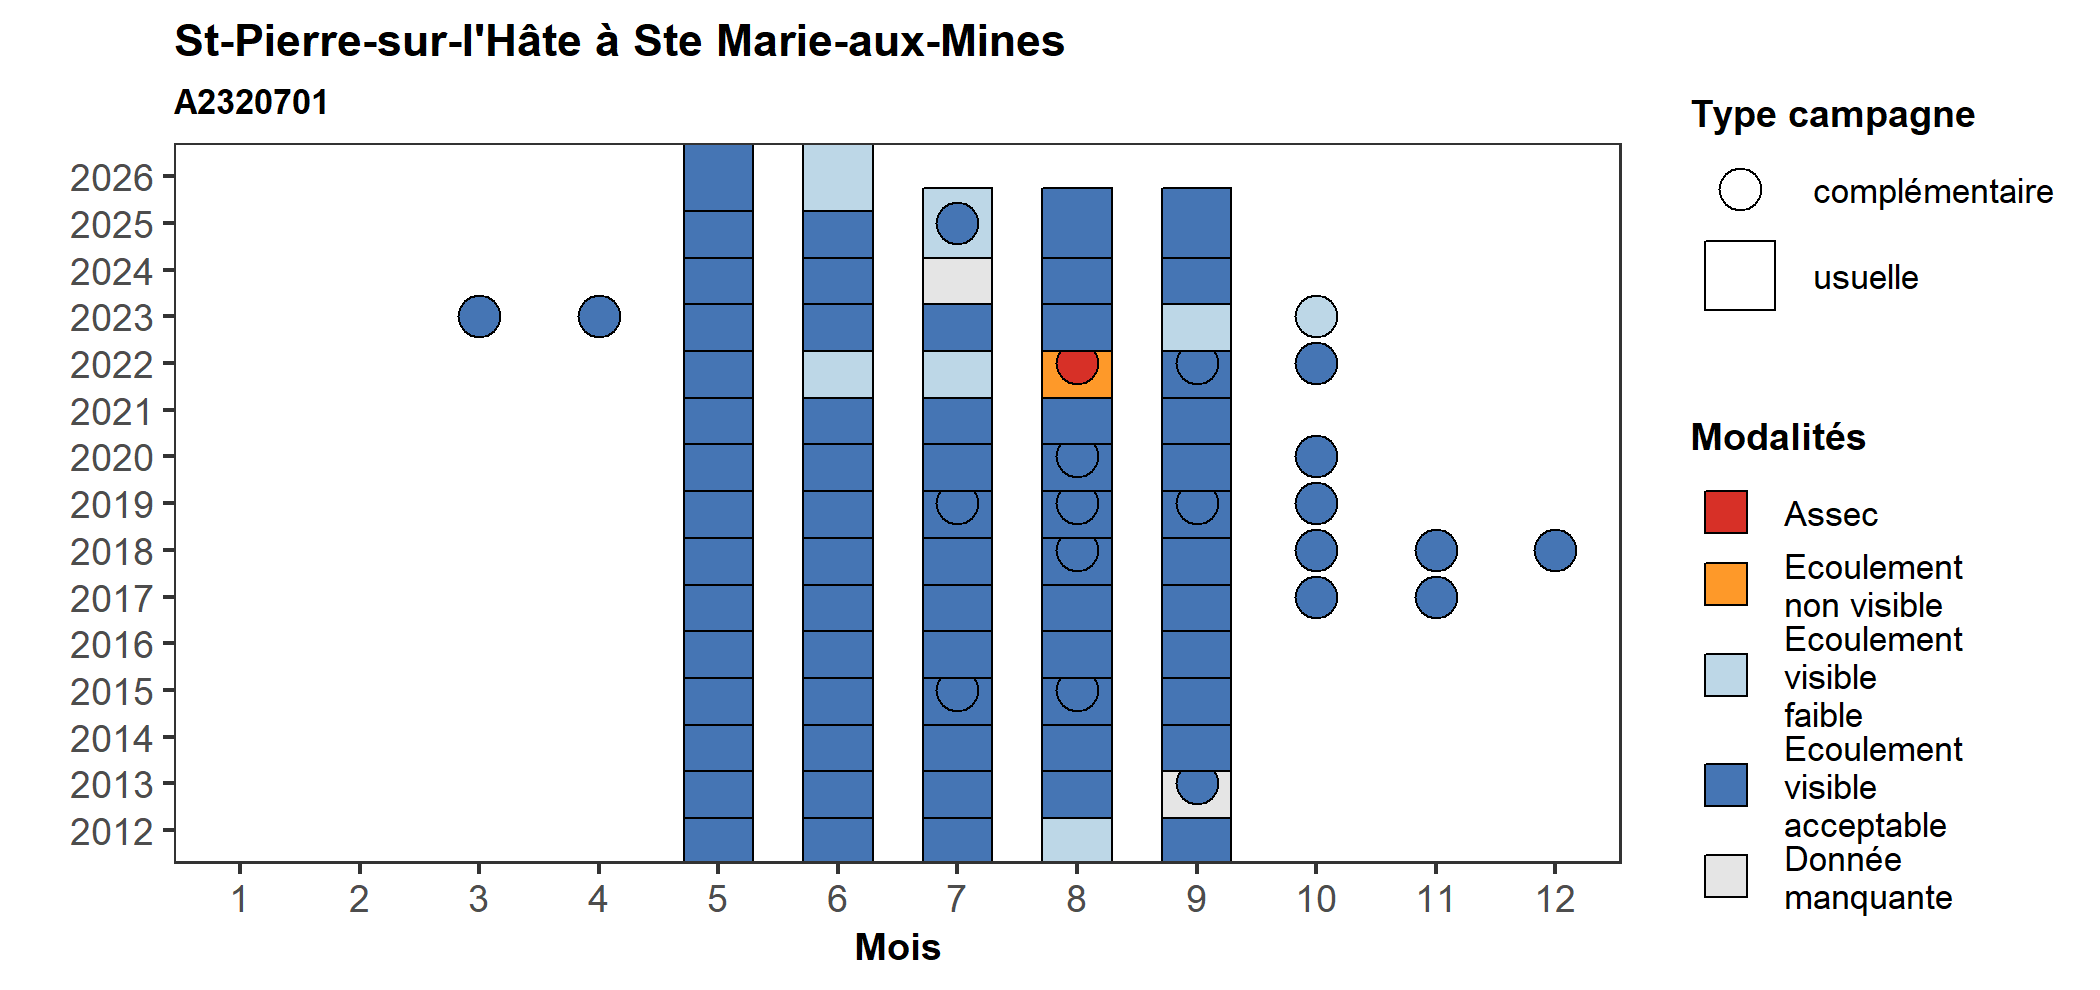 St-Pierre-sur-l'Hâte à Ste Marie-aux-Mines
A2320701
2026
2025
2024
2023
2022
2021
2020
2019
2018
2017
2016
2015
2014
2013
2012
1 2 3 4 5 6 7 8 9 10 11 12
Mois
Type campagne
complémentaire
usuelle
Modalités
Assec
Ecoulement
non visible
Ecoulement
visible
faible
Ecoulement
visible
acceptable
Donnée
manquante